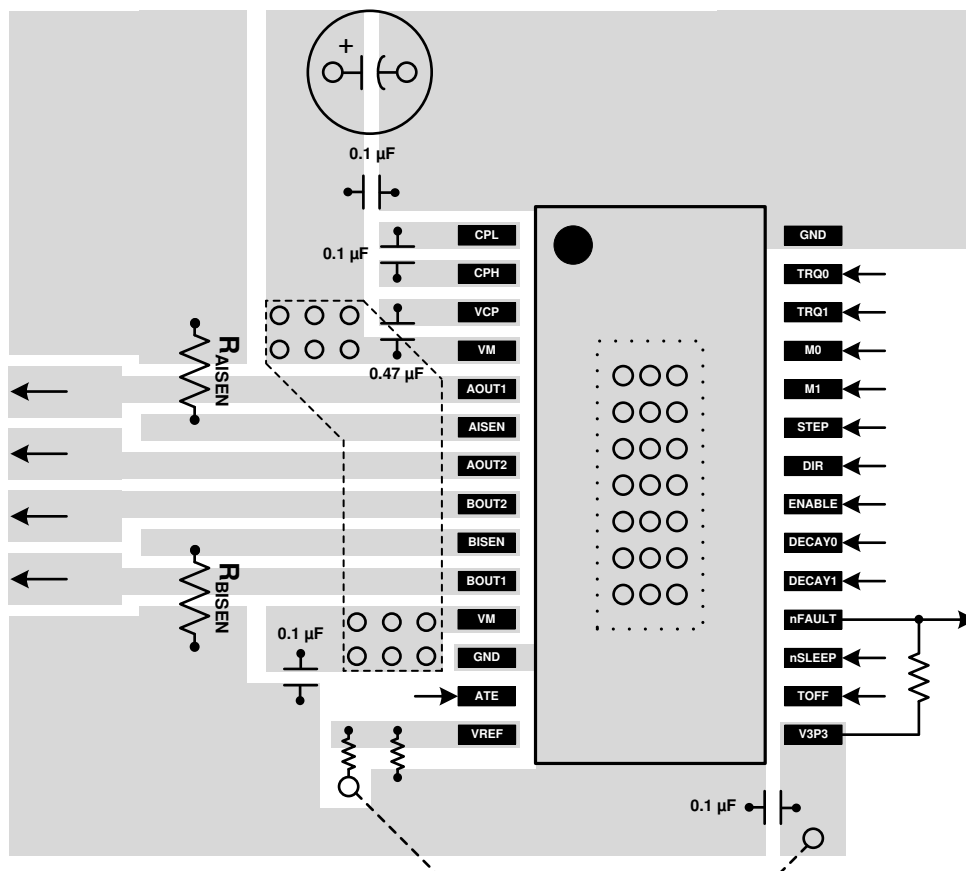 +
0.1 µF
CPL
GND
0.1 µF
CPH
TRQ0
VCP
TRQ1
VM
M0
R_AISEN
0.47 µF
AOUT1
M1
AISEN
STEP
AOUT2
DIR
BOUT2
ENABLE
BISEN
DECAY0
R_BISEN
BOUT1
DECAY1
VM
nFAULT
0.1 µF
GND
nSLEEP
ATE
TOFF
VREF
V3P3
0.1 µF